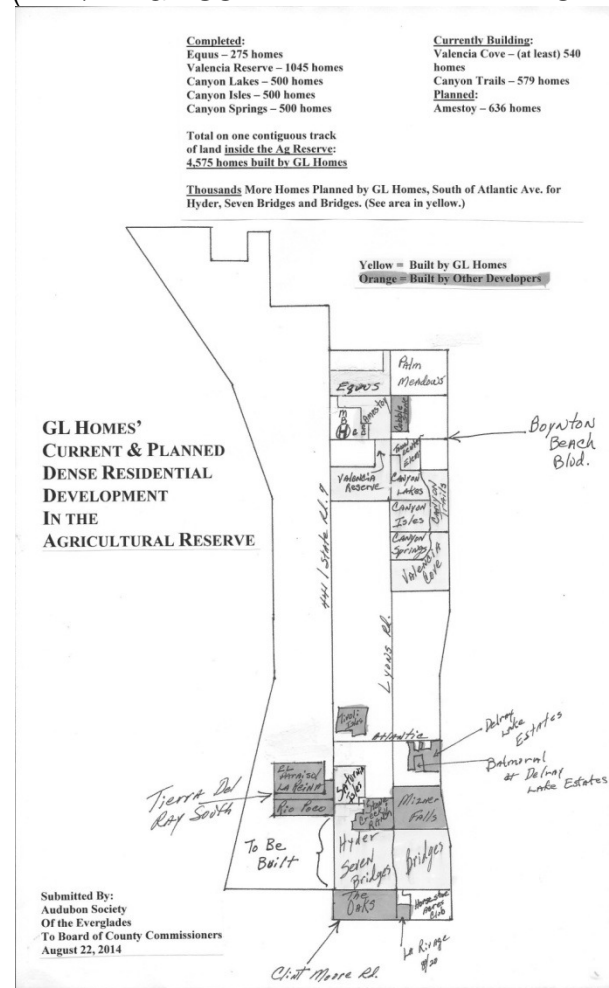 Completed:
Equus – 275 homes
Valencia Reserve – 1045 homes
Canyon Lakes – 500 homes
Canyon Isles – 500 homes
Canyon Springs – 500 homes
Total on one contiguous track
of land inside the Ag Reserve:
4,575 homes built by GL Homes
Currently Building:
Valencia Cove – (at least) 540
homes
Canyon Trails – 579 homes
Planned:
Amestoy – 636 homes
Thousands More Homes Planned by GL Homes, South of Atlantic Ave. for
Hyder, Seven Bridges and Bridges. (See area in yellow.)
Yellow = Built by GL Homes
Orange = Built by Other Developers
GL HOMES'
CURRENT & PLANNED
DENSE RESIDENTIAL
DEVELOPMENT
IN THE
AGRICULTURAL RESERVE
Palm
Meadows
Equus
Amestoy
Boynton
Beach
Blvd.
Valencia
Reserve
Canyon
Lakes
Canyon
Trails
Canyon
Isles
Canyon
Springs
Valencia
Cove
441 / State Rd. 7
Lyons Rd.
Tivoli
Isles
Atlantic
Delray
Lake
Estates
Balmoral
at Delray
Lake Estates
Tierra Del
Ray South
La Reina
Rio Poco
Mizner
Falls
To Be
Built
Hyder
Seven
Bridges
Bridges
The
Oaks
Clint Moore Rd.
Submitted By:
Audubon Society
Of the Everglades
To Board of County Commissioners
August 22, 2014